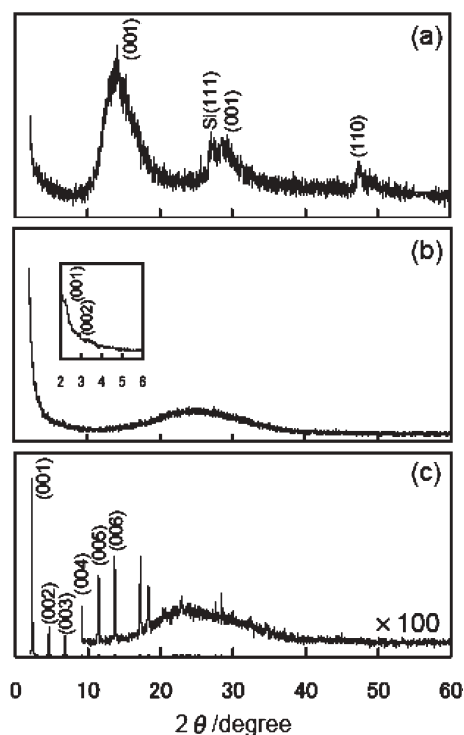 (a)
(001)
Si(111)
(001)
(110)
(b)
(001)
(002)
2 3 4 5 6
(c)
(001)
(002)
(003)
(004)
(005)
(006)
×100
0 10 20 30 40 50 60
2θ/degree